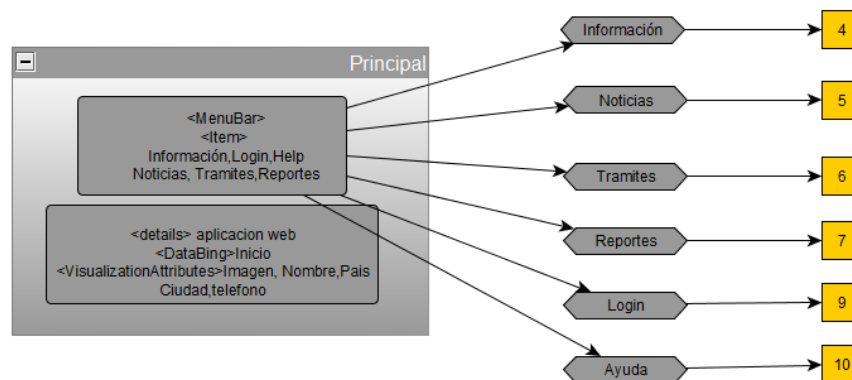 Principal
<MenuBar>
<Item>
Información,Login,Help
Noticias, Tramites,Reportes
<details> aplicacion web
<DataBing>Inicio
<VisualizationAttributes>Imagen, Nombre,Pais
Ciudad,telefono
Información
4
Noticias
5
Tramites
6
Reportes
7
Login
9
Ayuda
10